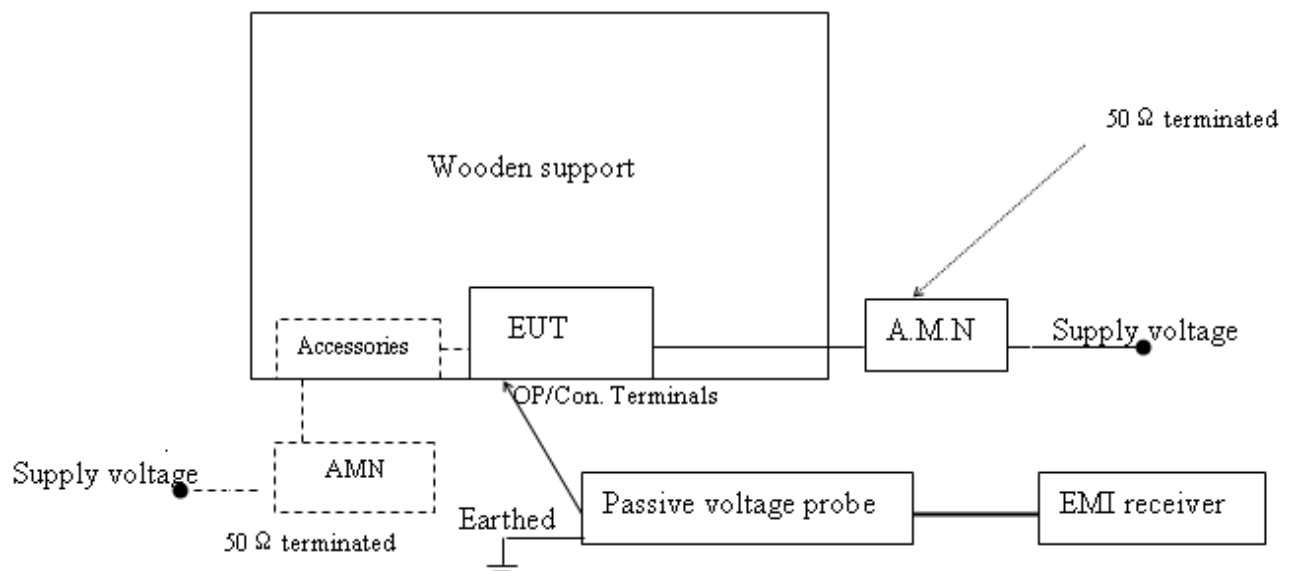 50 Ω terminated
Wooden support
EUT
A.M.N
Supply voltage
Accessories
OP/Con. Terminals
AMN
Supply voltage
Passive voltage probe
EMI receiver
Earthed
50 Ω terminated